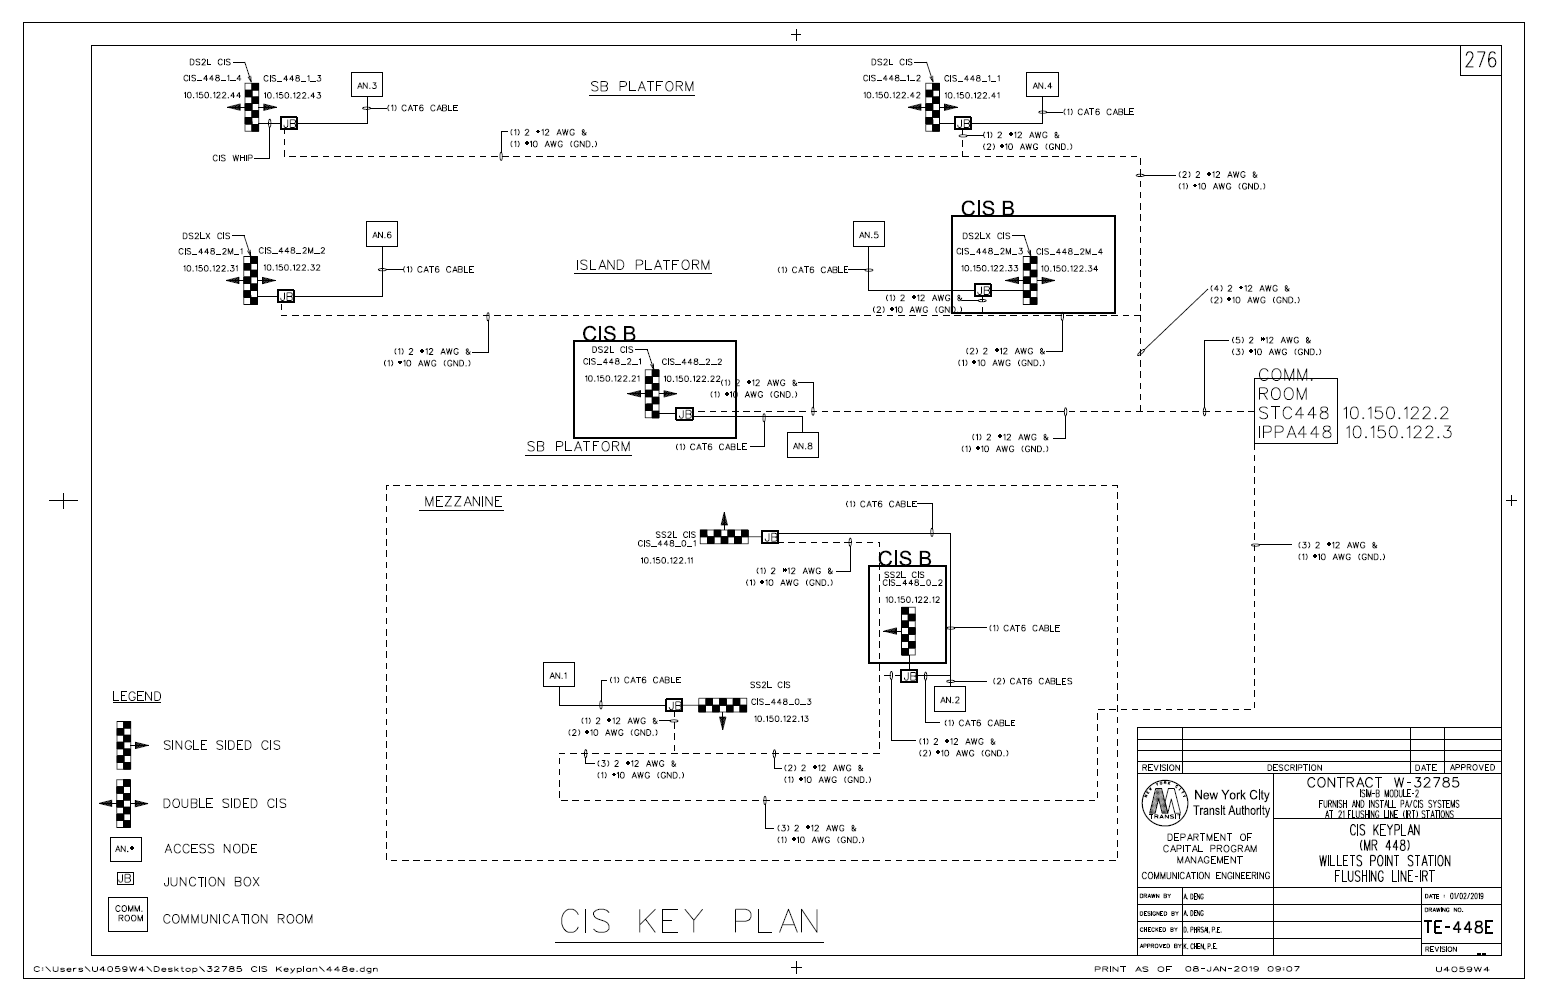 276
DS2L CIS
CIS_448_1_4
CIS_448_1_3
10.150.122.44
10.150.122.43
AN.3
(1) CAT6 CABLE
JB
CIS WHIP
SB PLATFORM
(1) 2 #12 AWG &
(1) #10 AWG (GND.)
DS2L CIS
CIS_448_1_2
CIS_448_1_1
10.150.122.42
10.150.122.41
AN.4
(1) CAT6 CABLE
JB
(1) 2 #12 AWG &
(2) #10 AWG (GND.)
(2) 2 #12 AWG &
(1) #10 AWG (GND.)
DS2LX CIS
CIS_448_2M_1
CIS_448_2M_2
10.150.122.31
10.150.122.32
AN.6
(1) CAT6 CABLE
JB
ISLAND PLATFORM
AN.5
(1) CAT6 CABLE
CIS B
DS2LX CIS
CIS_448_2M_3
CIS_448_2M_4
10.150.122.33
10.150.122.34
JB
(1) 2 #12 AWG &
(2) #10 AWG (GND.)
(4) 2 #12 AWG &
(2) #10 AWG (GND.)
(1) 2 #12 AWG &
(1) #10 AWG (GND.)
(2) 2 #12 AWG &
(1) #10 AWG (GND.)
(5) 2 #12 AWG &
(3) #10 AWG (GND.)
CIS B
DS2L CIS
CIS_448_2_1
CIS_448_2_2
10.150.122.21
10.150.122.22
(1) 2 #12 AWG &
(1) #10 AWG (GND.)
JB
SB PLATFORM
(1) CAT6 CABLE
AN.8
(1) 2 #12 AWG &
(1) #10 AWG (GND.)
COMM.
ROOM
STC448 10.150.122.2
IPPA448 10.150.122.3
MEZZANINE
(1) CAT6 CABLE
SS2L CIS
CIS_448_0_1
10.150.122.11
JB
(1) 2 #12 AWG &
(1) #10 AWG (GND.)
CIS B
SS2L CIS
CIS_448_0_2
10.150.122.12
(3) 2 #12 AWG &
(1) #10 AWG (GND.)
(1) CAT6 CABLE
JB
(2) CAT6 CABLES
AN.2
(1) CAT6 CABLE
(1) 2 #12 AWG &
(2) #10 AWG (GND.)
AN.1
(1) CAT6 CABLE
JB
SS2L CIS
CIS_448_0_3
10.150.122.13
(1) 2 #12 AWG &
(2) #10 AWG (GND.)
(3) 2 #12 AWG &
(1) #10 AWG (GND.)
(2) 2 #12 AWG &
(1) #10 AWG (GND.)
(3) 2 #12 AWG &
(1) #10 AWG (GND.)
LEGEND
SINGLE SIDED CIS
DOUBLE SIDED CIS
AN.# ACCESS NODE
JB JUNCTION BOX
COMM.
ROOM
COMMUNICATION ROOM
CIS KEY PLAN
REVISION DESCRIPTION DATE APPROVED
NEW YORK CITY
TRANSIT
New York City
Transit Authority
DEPARTMENT OF
CAPITAL PROGRAM
MANAGEMENT
COMMUNICATION ENGINEERING
CONTRACT W-32785
ISIM-B MODULE-2
FURNISH AND INSTALL PA/CIS SYSTEMS
AT 21 FLUSHING LINE (IRT) STATIONS
CIS KEYPLAN
(MR 448)
WILLETS POINT STATION
FLUSHING LINE-IRT
DRAWN BY A. DENG
DESIGNED BY A. DENG
CHECKED BY D. PHRSAI, P.E.
APPROVED BY K. CHEN, P.E.
DATE : 01/02/2019
DRAWING NO.
TE-448E
REVISION --
C:\Users\U4059W4\Desktop\32785 CIS Keyplan\448e.dgn
PRINT AS OF 08-JAN-2019 09:07
U4059W4